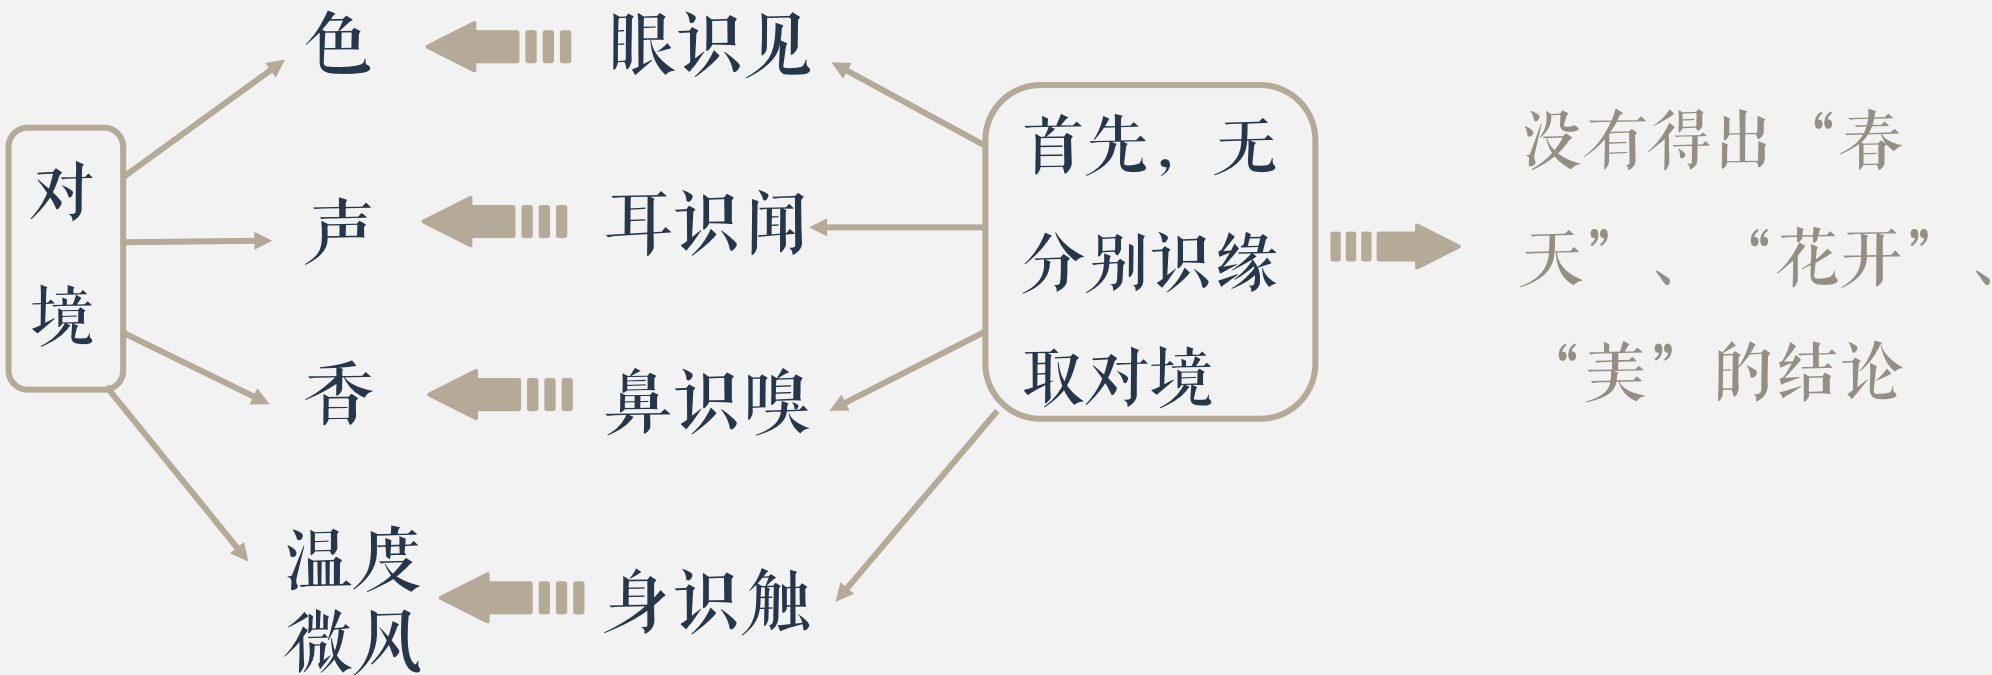 对
境
色
声
香
温度
微风
眼识见
耳识闻
鼻识嗅
身识触
首先，无
分别识缘
取对境
没有得出“春
天”、“花开”、
“美”的结论